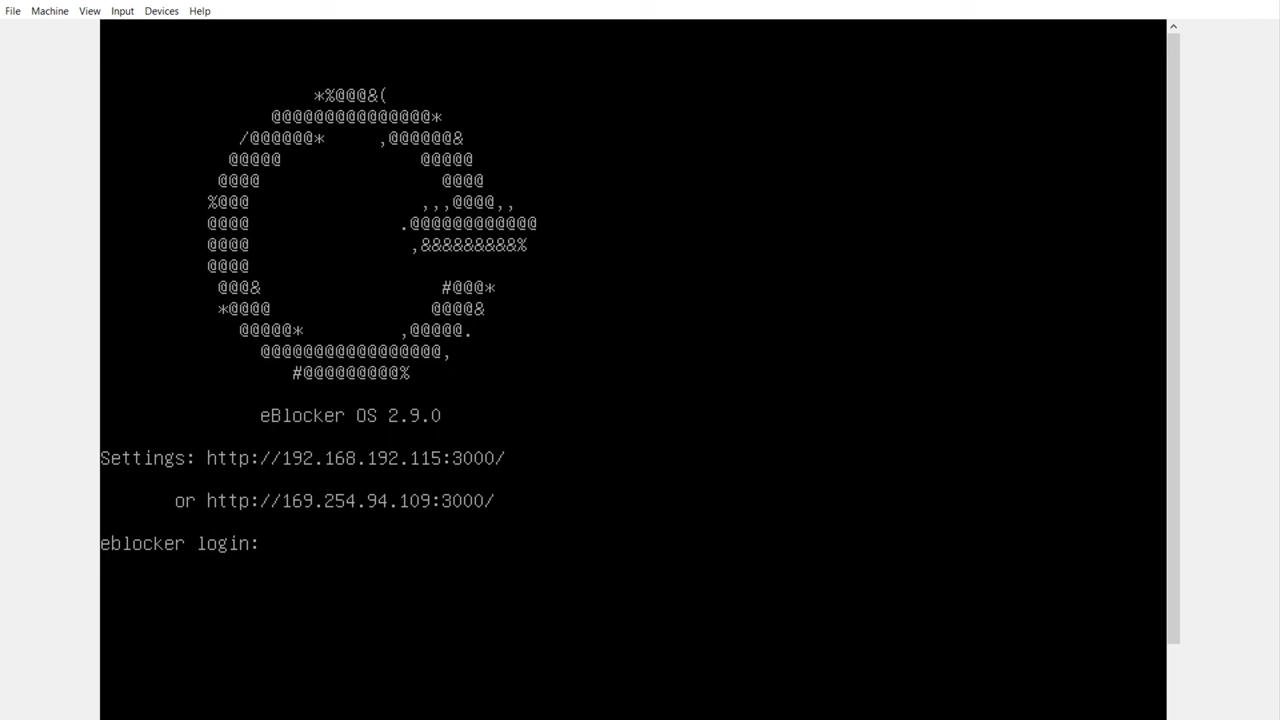 File Machine View Input Devices Help
*%@@@&(
@@@@@@@@@@@@@@@*
/@@@@@@* ,@@@@@@&
@@@@@ @@@@@
@@@@ @@@@
%@@@ ,,,@@@@,,
@@@@ .@@@@@@@@@@@@
@@@@ ,&&&&&&&&&%
@@@@
@@@& #@@@*
*@@@@ @@@@&
@@@@@* ,@@@@@.
@@@@@@@@@@@@@@@@@,
#@@@@@@@@@%
eBlocker OS 2.9.0
Settings: http://192.168.192.115:3000/
or http://169.254.94.109:3000/
eblocker login: